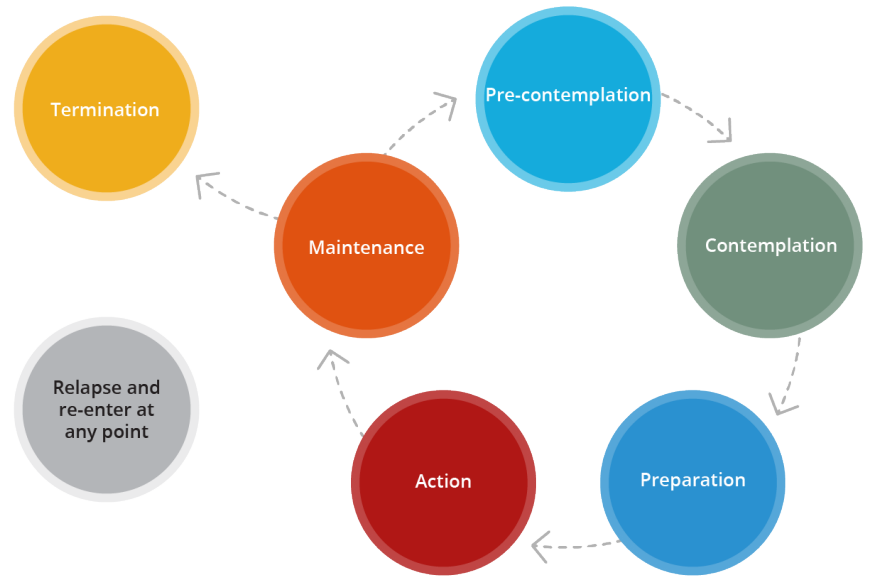 Termination
Pre-contemplation
Maintenance
Contemplation
Relapse and
re-enter at
any point
Action
Preparation